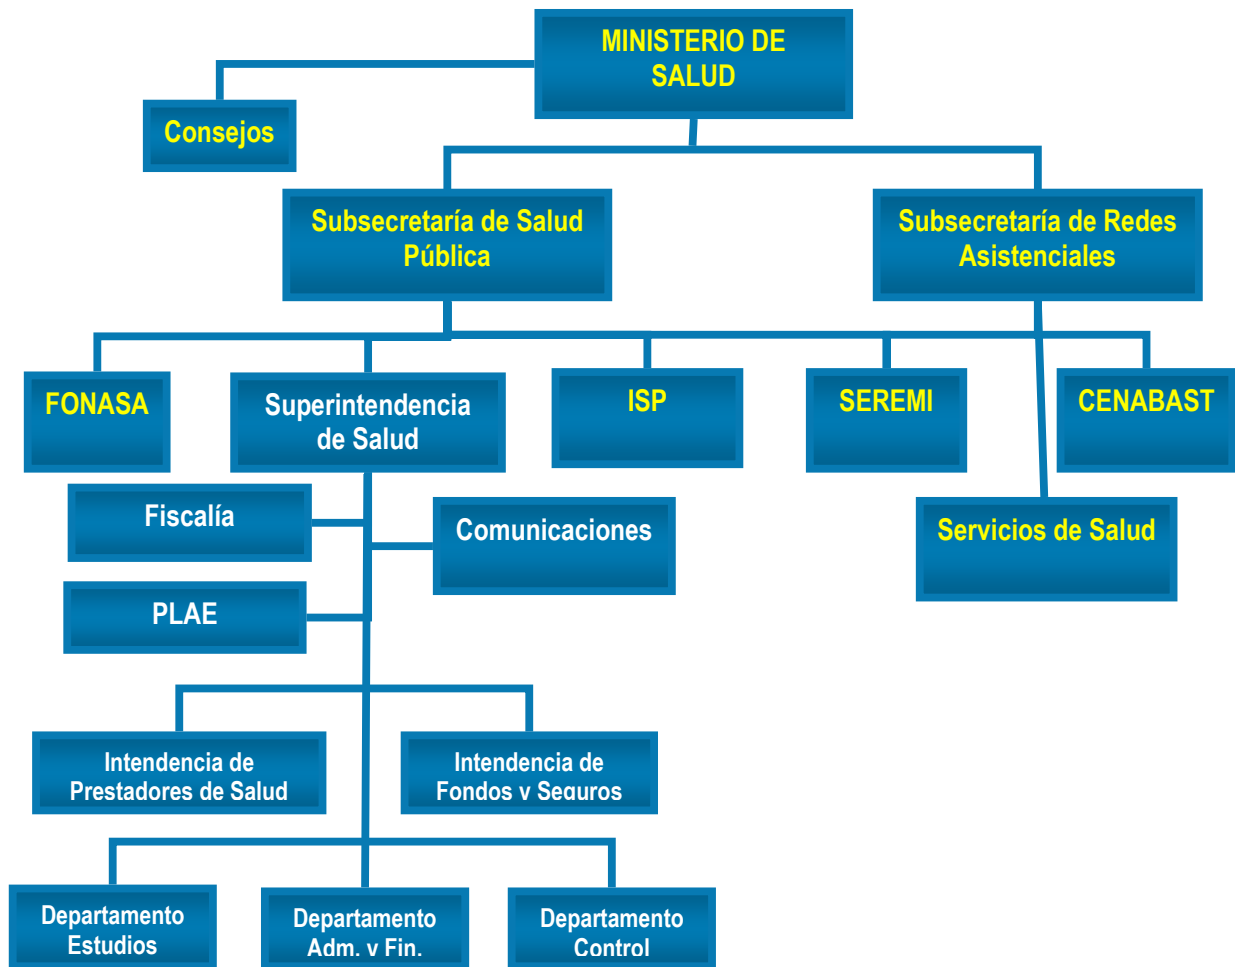 MINISTERIO DE
SALUD
Consejos
Subsecretaría de Salud
Pública
Subsecretaría de Redes
Asistenciales
FONASA
Superintendencia
de Salud
ISP
SEREMI
CENABAST
Fiscalía
Comunicaciones
Servicios de Salud
PLAE
Intendencia de
Prestadores de Salud
Intendencia de
Fondos y Seguros
Departamento
Estudios
Departamento
Adm. y Fin.
Departamento
Control